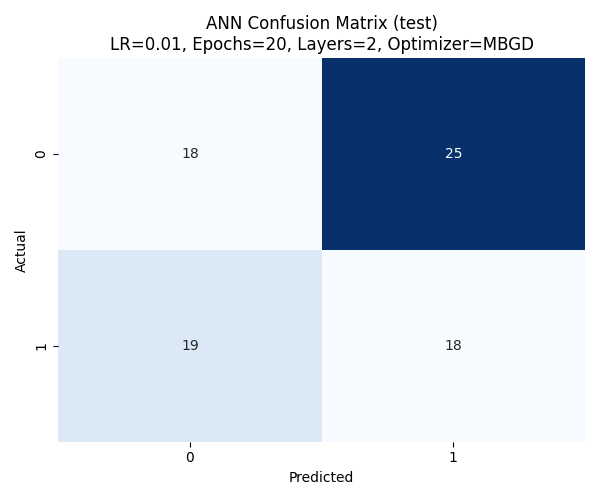 ANN Confusion Matrix (test)
LR=0.01, Epochs=20, Layers=2, Optimizer=MBGD
Actual
0
18
25
1
19
18
0
1
Predicted